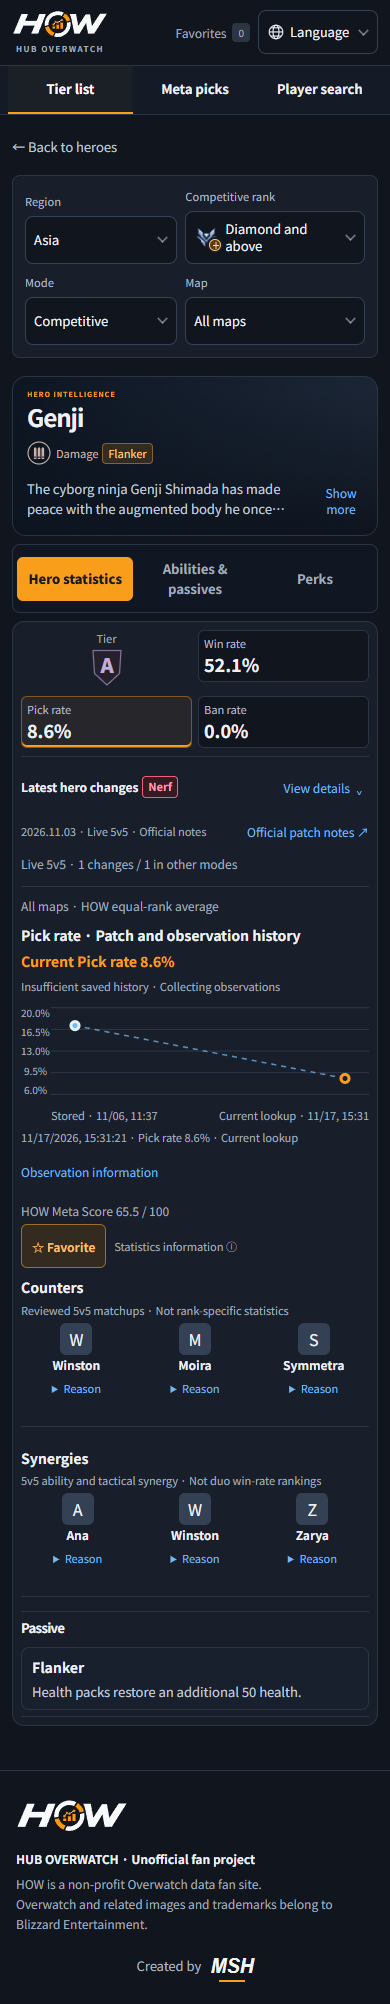 HOW
HUB OVERWATCH
Favorites 0
Language
Tier list Meta picks Player search
← Back to heroes
Region Competitive rank
Asia Diamond and above
Mode Map
Competitive All maps
HERO INTELLIGENCE
Genji
Damage Flanker
The cyborg ninja Genji Shimada has made
peace with the augmented body he once…
Show more
Hero statistics Abilities & passives Perks
Tier
A
Win rate
52.1%
Pick rate
8.6%
Ban rate
0.0%
Latest hero changes Nerf View details ˬ
2026.11.03 · Live 5v5 · Official notes Official patch notes ↗
Live 5v5 · 1 changes / 1 in other modes
All maps · HOW equal-rank average
Pick rate · Patch and observation history
Current Pick rate 8.6%
Insufficient saved history · Collecting observations
20.0%
16.5%
13.0%
9.5%
6.0%
Stored · 11/06, 11:37 Current lookup · 11/17, 15:31
11/17/2026, 15:31:21 · Pick rate 8.6% · Current lookup
Observation information
HOW Meta Score 65.5 / 100
☆ Favorite Statistics information ⓘ
Counters
Reviewed 5v5 matchups · Not rank-specific statistics
W M S
Winston Moira Symmetra
▶ Reason ▶ Reason ▶ Reason
Synergies
5v5 ability and tactical synergy · Not duo win-rate rankings
A W Z
Ana Winston Zarya
▶ Reason ▶ Reason ▶ Reason
Passive
Flanker
Health packs restore an additional 50 health.
HOW
HUB OVERWATCH · Unofficial fan project
HOW is a non-profit Overwatch data fan site.
Overwatch and related images and trademarks belong to
Blizzard Entertainment.
Created by MSH